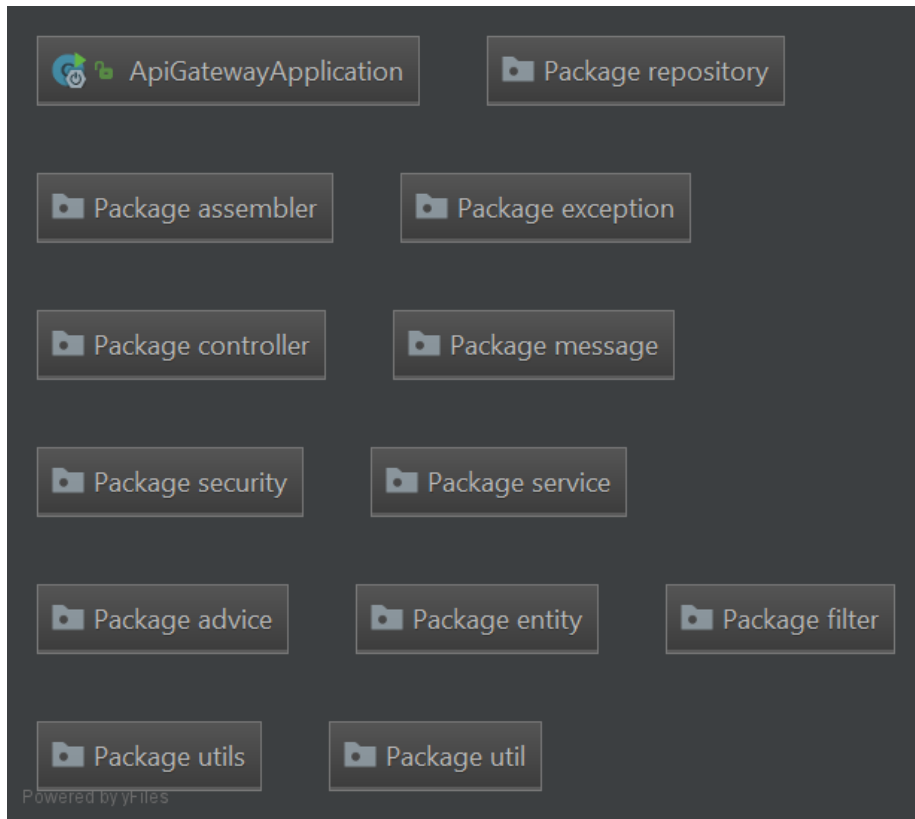 ApiGatewayApplication Package repository
Package assembler Package exception
Package controller Package message
Package security Package service
Package advice Package entity Package filter
Package utils Package util
Powered by yFiles